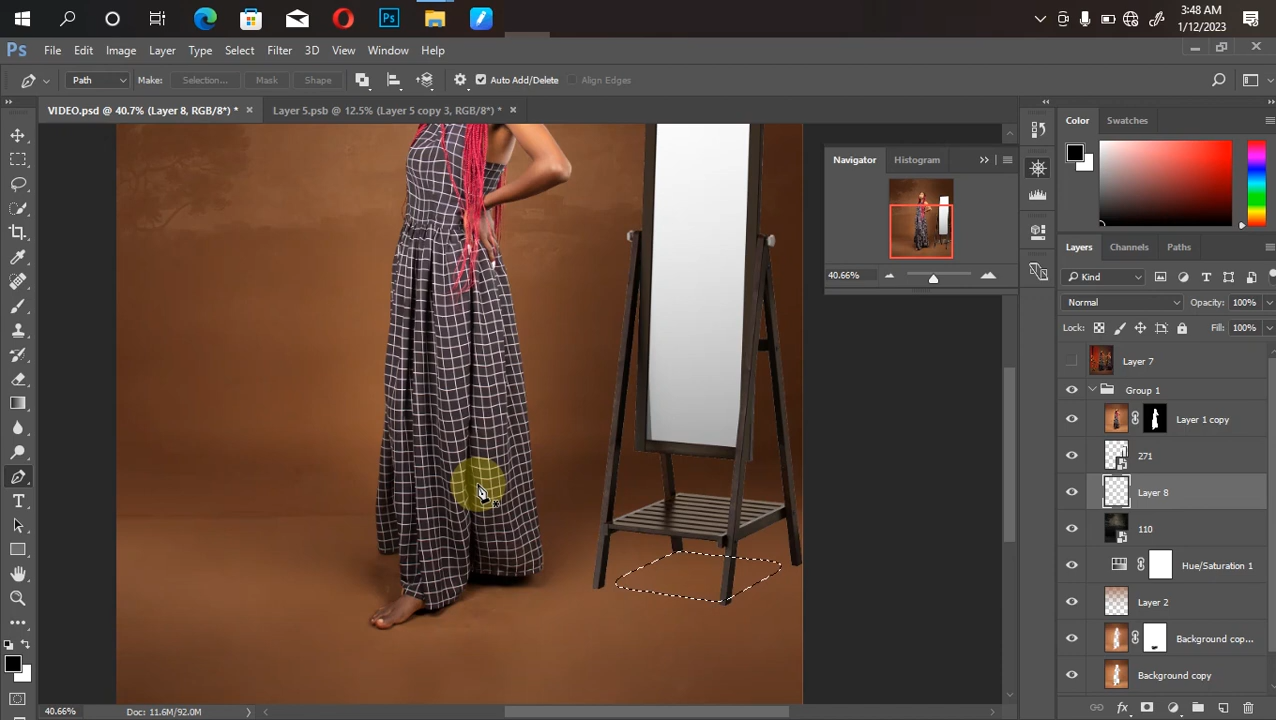 3:48 AM
1/12/2023
Ps
Ps File Edit Image Layer Type Select Filter 3D View Window Help
Path Make: Selection... Mask Shape Auto Add/Delete Align Edges
VIDEO.psd @ 40.7% (Layer 8, RGB/8*) * Layer 5.psb @ 12.5% (Layer 5 copy 3, RGB/8*) *
Color Swatches
Navigator Histogram
40.66%
Layers Channels Paths
Kind
Normal Opacity: 100%
Lock: Fill: 100%
Layer 7
Group 1
Layer 1 copy
271
Layer 8
110
Hue/Saturation 1
Layer 2
Background cop...
Background copy
40.66% Doc: 11.6M/92.0M